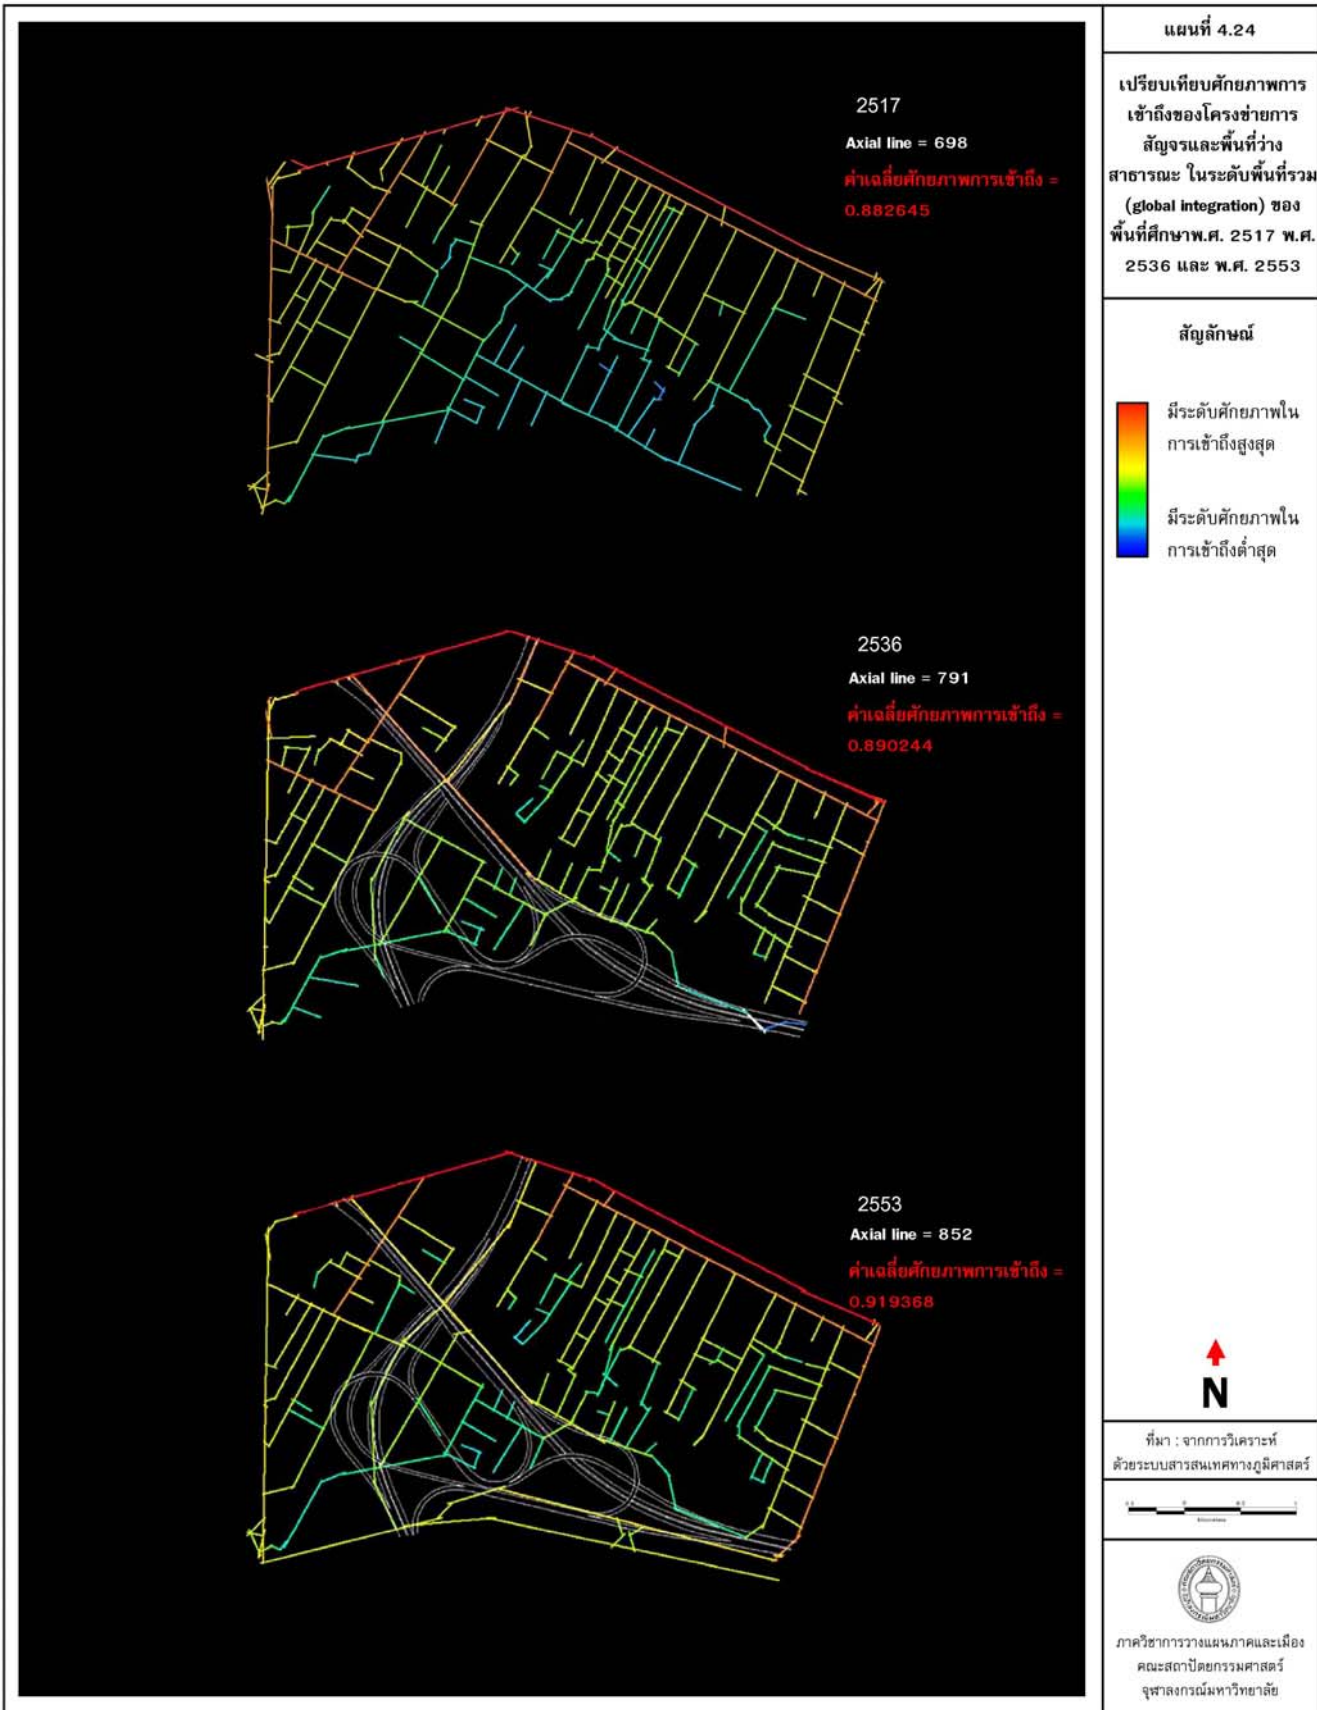 แผนที่ 4.24
เปรียบเทียบศักยภาพการ
เข้าถึงของโครงข่ายการ
สัญจรและพื้นที่ว่าง
สาธารณะ ในระดับพื้นที่รวม
(global integration) ของ
พื้นที่ศึกษาพ.ศ. 2517 พ.ศ.
2536 และ พ.ศ. 2553
สัญลักษณ์
มีระดับศักยภาพใน
การเข้าถึงสูงสุด
มีระดับศักยภาพใน
การเข้าถึงต่ำสุด
2517
Axial line = 698
ค่าเฉลี่ยศักยภาพการเข้าถึง =
0.882645
2536
Axial line = 791
ค่าเฉลี่ยศักยภาพการเข้าถึง =
0.890244
2553
Axial line = 852
ค่าเฉลี่ยศักยภาพการเข้าถึง =
0.919368
N
ที่มา : จากการวิเคราะห์
ด้วยระบบสารสนเทศทางภูมิศาสตร์
ภาควิชาการวางแผนภาคและเมือง
คณะสถาปัตยกรรมศาสตร์
จุฬาลงกรณ์มหาวิทยาลัย